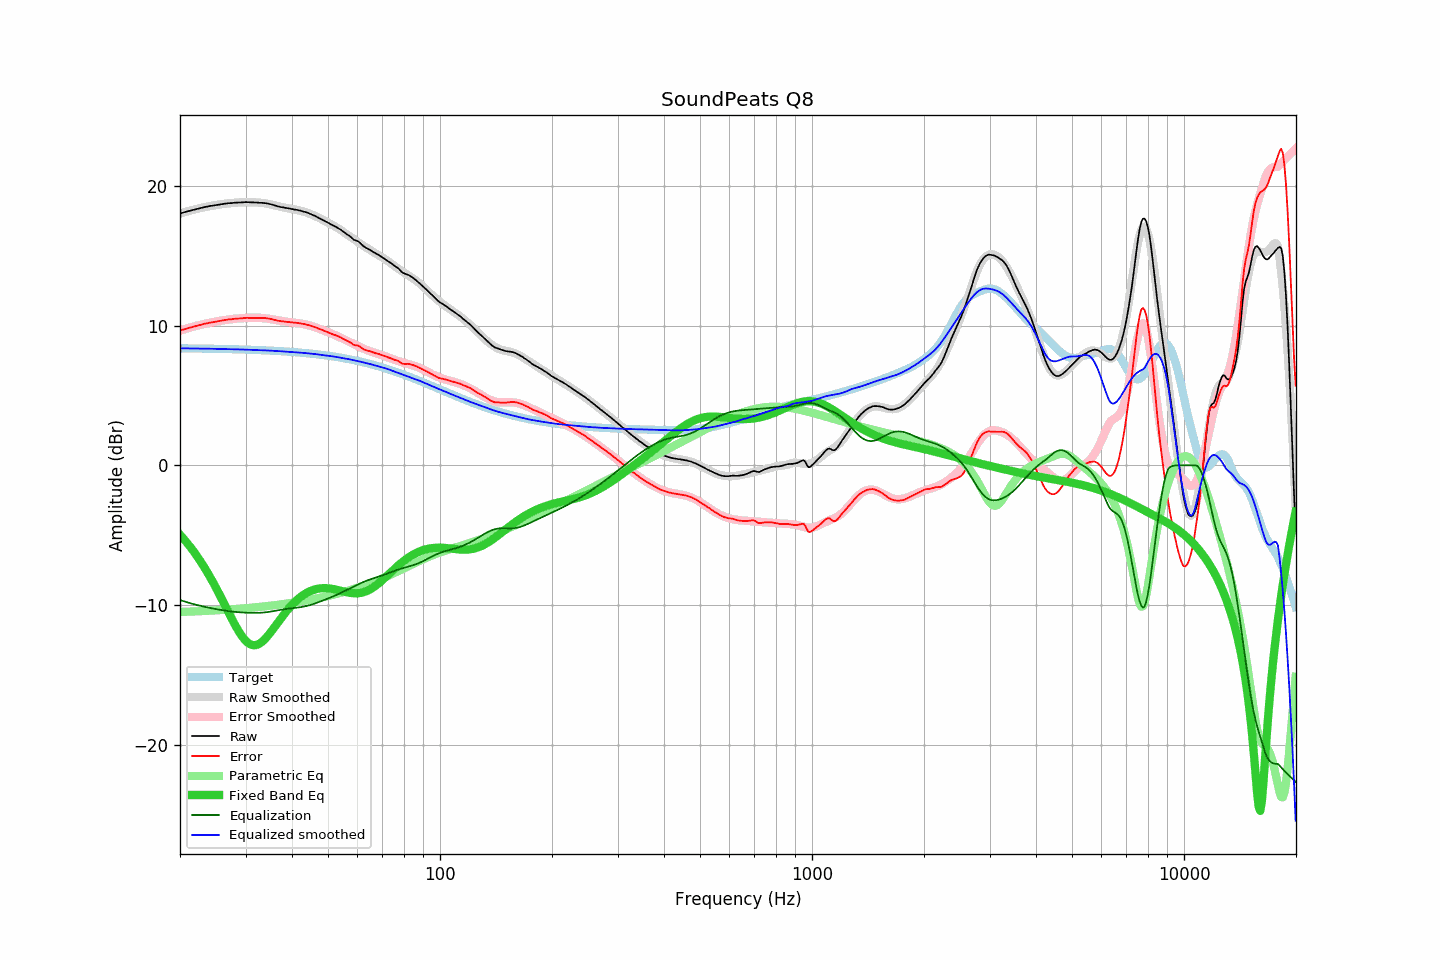 SoundPeats Q8
20
10
0
−10
−20
Amplitude (dBr)
Target
Raw Smoothed
Error Smoothed
Raw
Error
Parametric Eq
Fixed Band Eq
Equalization
Equalized smoothed
100
1000
10000
Frequency (Hz)